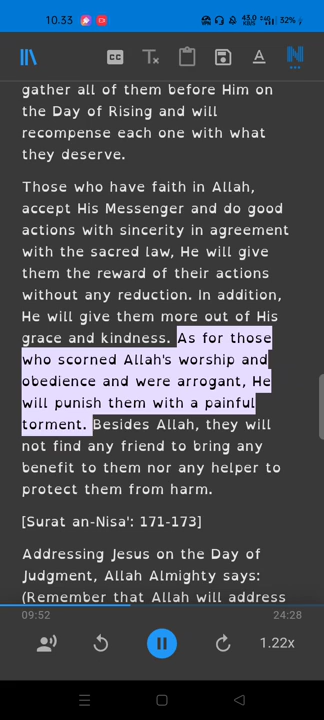 10.33
43.0 KB/S
32%
CC
A
N
gather all of them before Him on
the Day of Rising and will
recompense each one with what
they deserve.
Those who have faith in Allah,
accept His Messenger and do good
actions with sincerity in agreement
with the sacred law, He will give
them the reward of their actions
without any reduction. In addition,
He will give them more out of His
grace and kindness. As for those
who scorned Allah's worship and
obedience and were arrogant, He
will punish them with a painful
torment. Besides Allah, they will
not find any friend to bring any
benefit to them nor any helper to
protect them from harm.
[Surat an-Nisa': 171-173]
Addressing Jesus on the Day of
Judgment, Allah Almighty says:
(Remember that Allah will address
09:52
24:28
1.22x